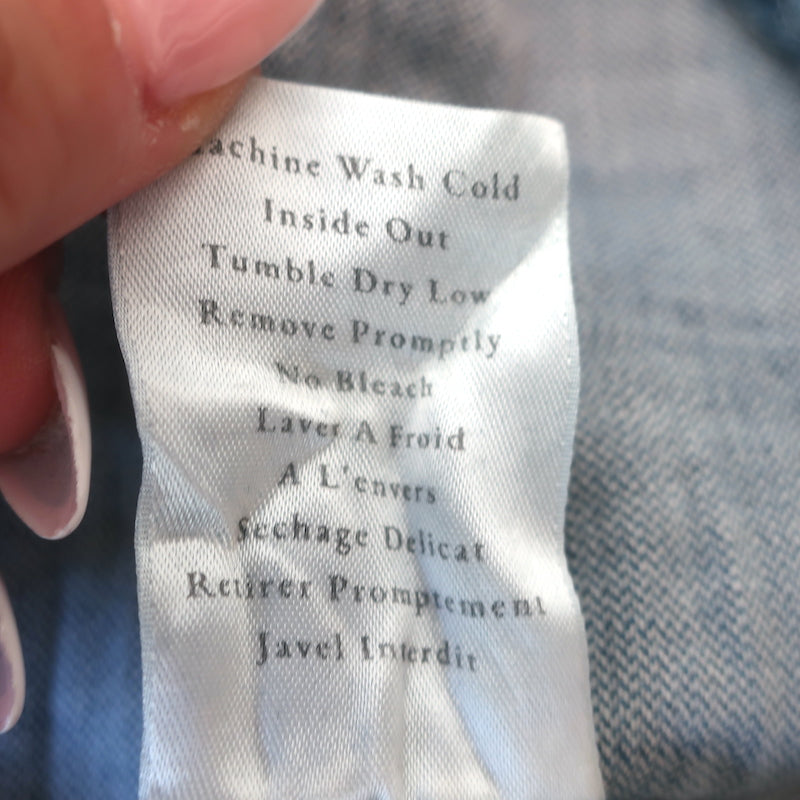 Machine Wash Cold
Inside Out
Tumble Dry Low
Remove Promptly
No Bleach
Laver A Froid
A L'envers
Sechage Delicat
Retirer Promptement
Javel Interdit